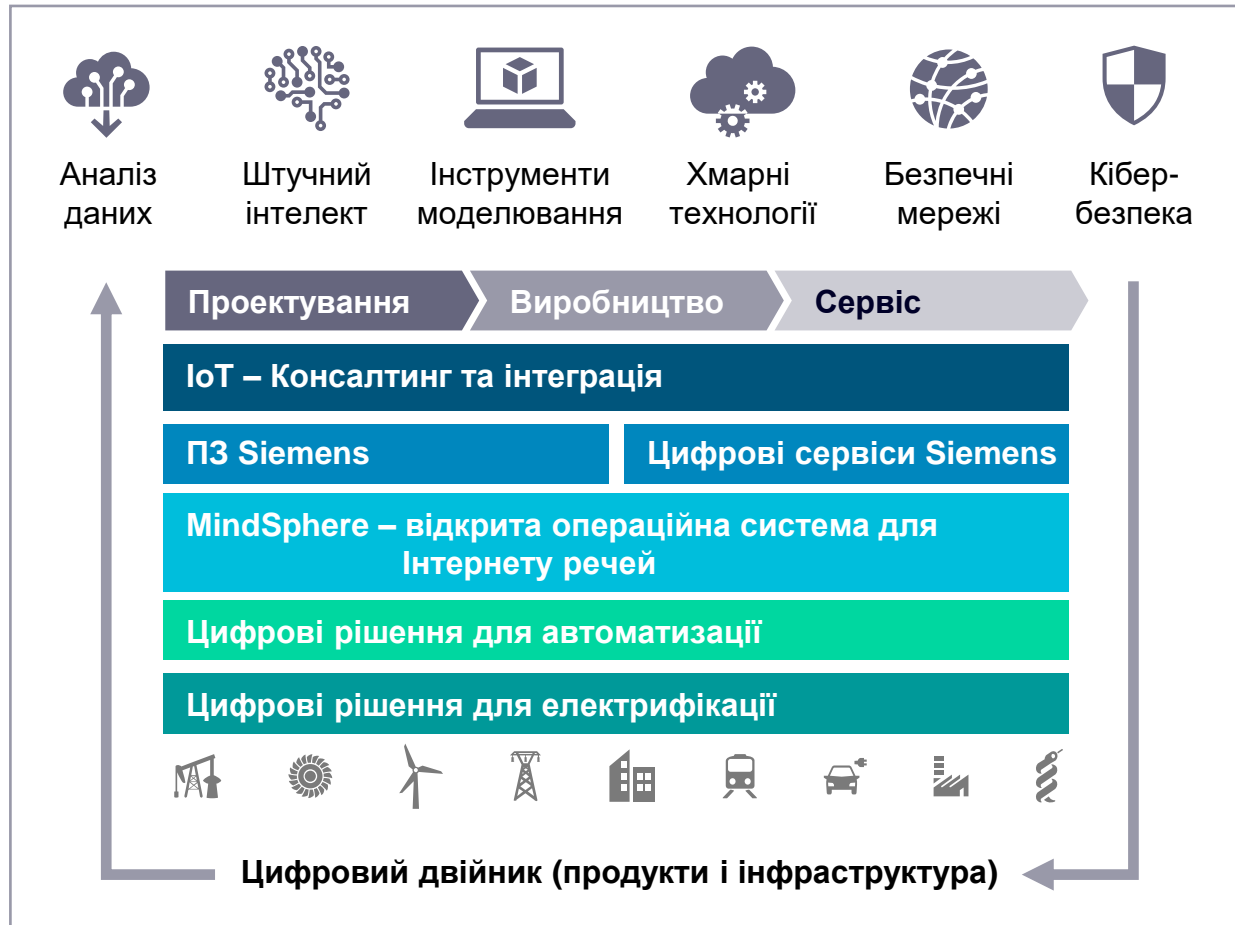 Аналіз
даних
Штучний
інтелект
Інструменти
моделювання
Хмарні
технології
Безпечні
мережі
Кібер-
безпека
Проектування
Виробництво
Сервіс
IoT – Консалтинг та інтеграція
ПЗ Siemens
Цифрові сервіси Siemens
MindSphere – відкрита операційна система для
Інтернету речей
Цифрові рішення для автоматизації
Цифрові рішення для електрифікації
Цифровий двійник (продукти і інфраструктура)